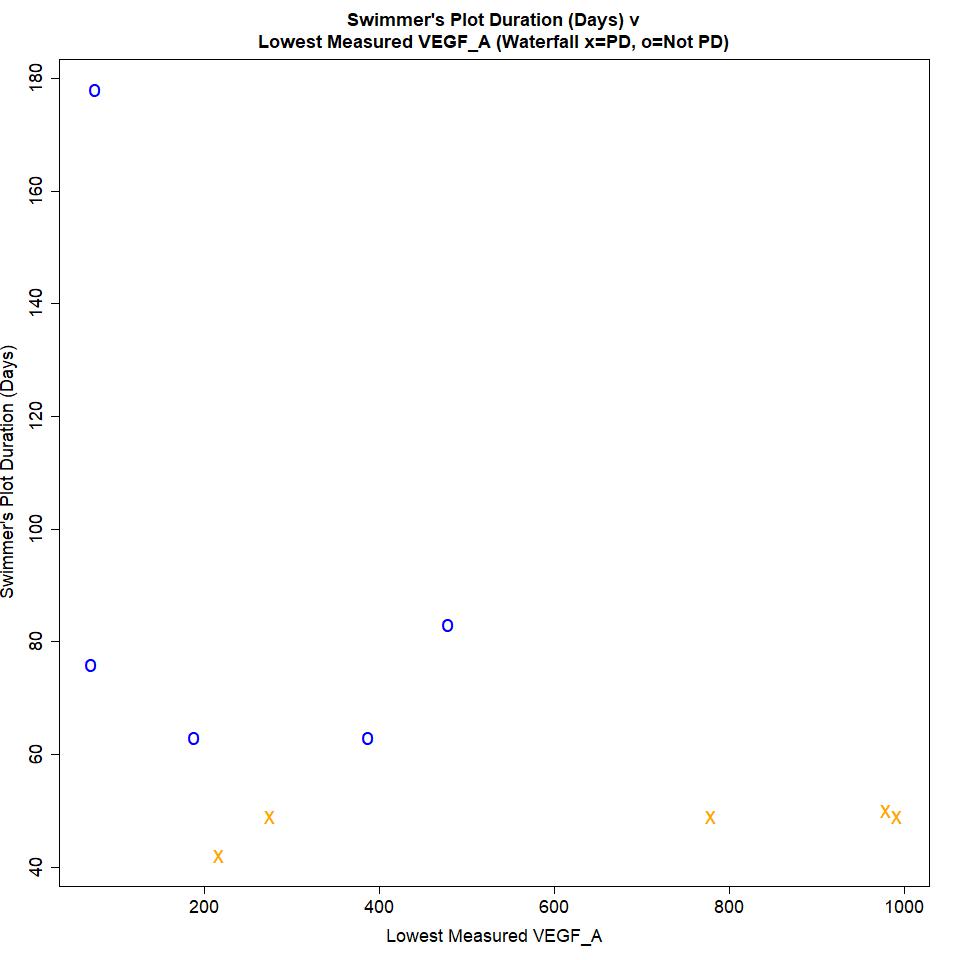 Swimmer's Plot Duration (Days) v
Lowest Measured VEGF_A (Waterfall x=PD, o=Not PD)
Swimmer's Plot Duration (Days)
180
160
140
120
100
80
60
40
o
o
o
o
o
x
x
x
x
x
200 400 600 800 1000
Lowest Measured VEGF_A